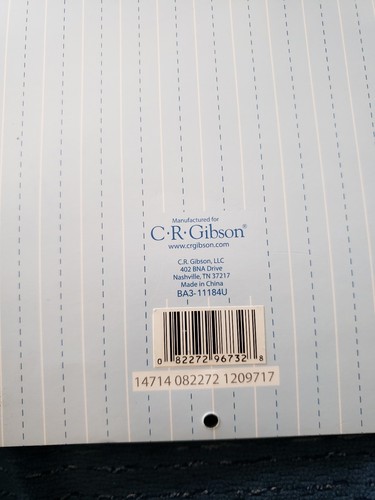 Manufactured for
C·R·Gibson®
www.crgibson.com
C.R. Gibson, LLC
402 BNA Drive
Nashville, TN 37217
Made in China
BA3-11184U
0 82272 96732 8
14714 082272 1209717